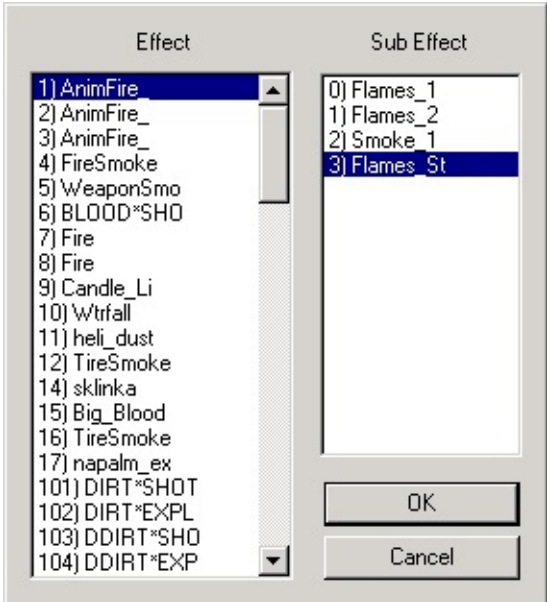 Effect
1) AnimFire_
2) AnimFire_
3) AnimFire_
4) FireSmoke
5) WeaponSmo
6) BLOOD*SHO
7) Fire
8) Fire
9) Candle_Li
10) Wtrfall
11) heli_dust
12) TireSmoke
14) sklinka
15) Big_Blood
16) TireSmoke
17) napalm_ex
101) DIRT*SHOT
102) DIRT*EXPL
103) DDIRT*SHO
104) DDIRT*EXP
Sub Effect
0) Flames_1
1) Flames_2
2) Smoke_1
3) Flames_St
OK
Cancel